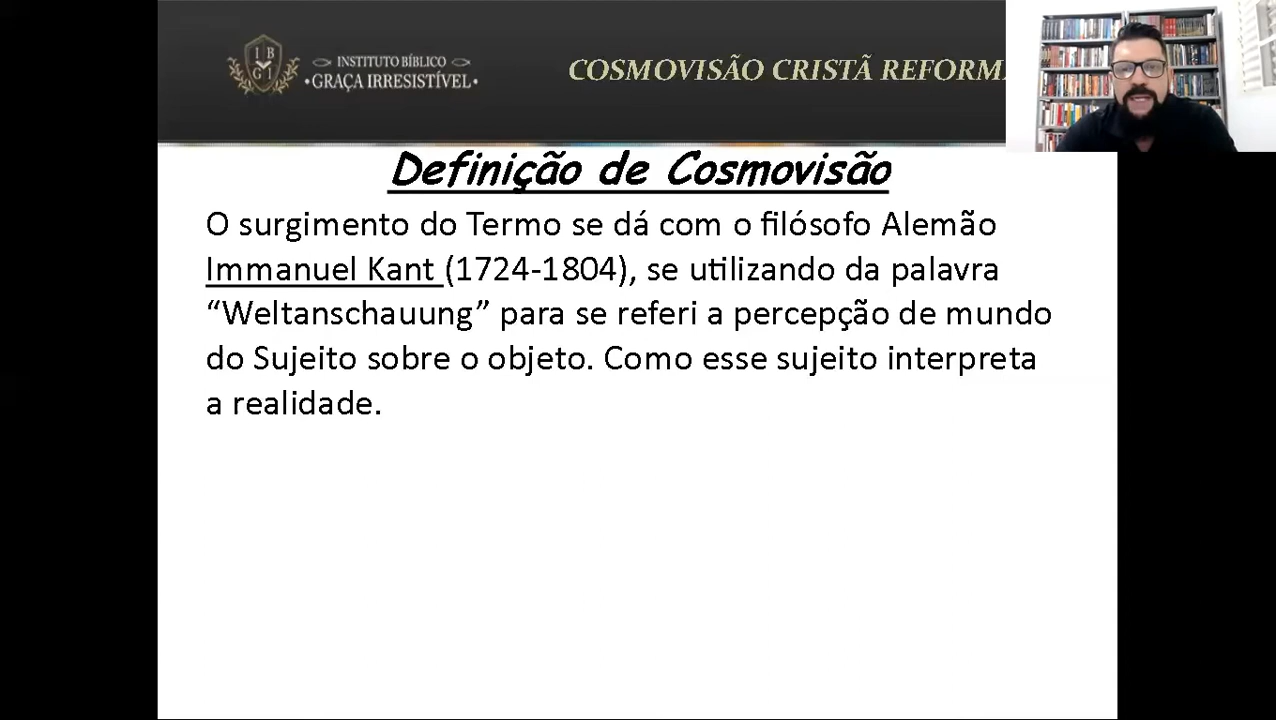 I B
G I
INSTITUTO BÍBLICO
GRAÇA IRRESISTÍVEL
COSMOVISÃO CRISTÃ REFORM
Definição de Cosmovisão
O surgimento do Termo se dá com o filósofo Alemão
Immanuel Kant (1724-1804), se utilizando da palavra
“Weltanschauung” para se referi a percepção de mundo
do Sujeito sobre o objeto. Como esse sujeito interpreta
a realidade.